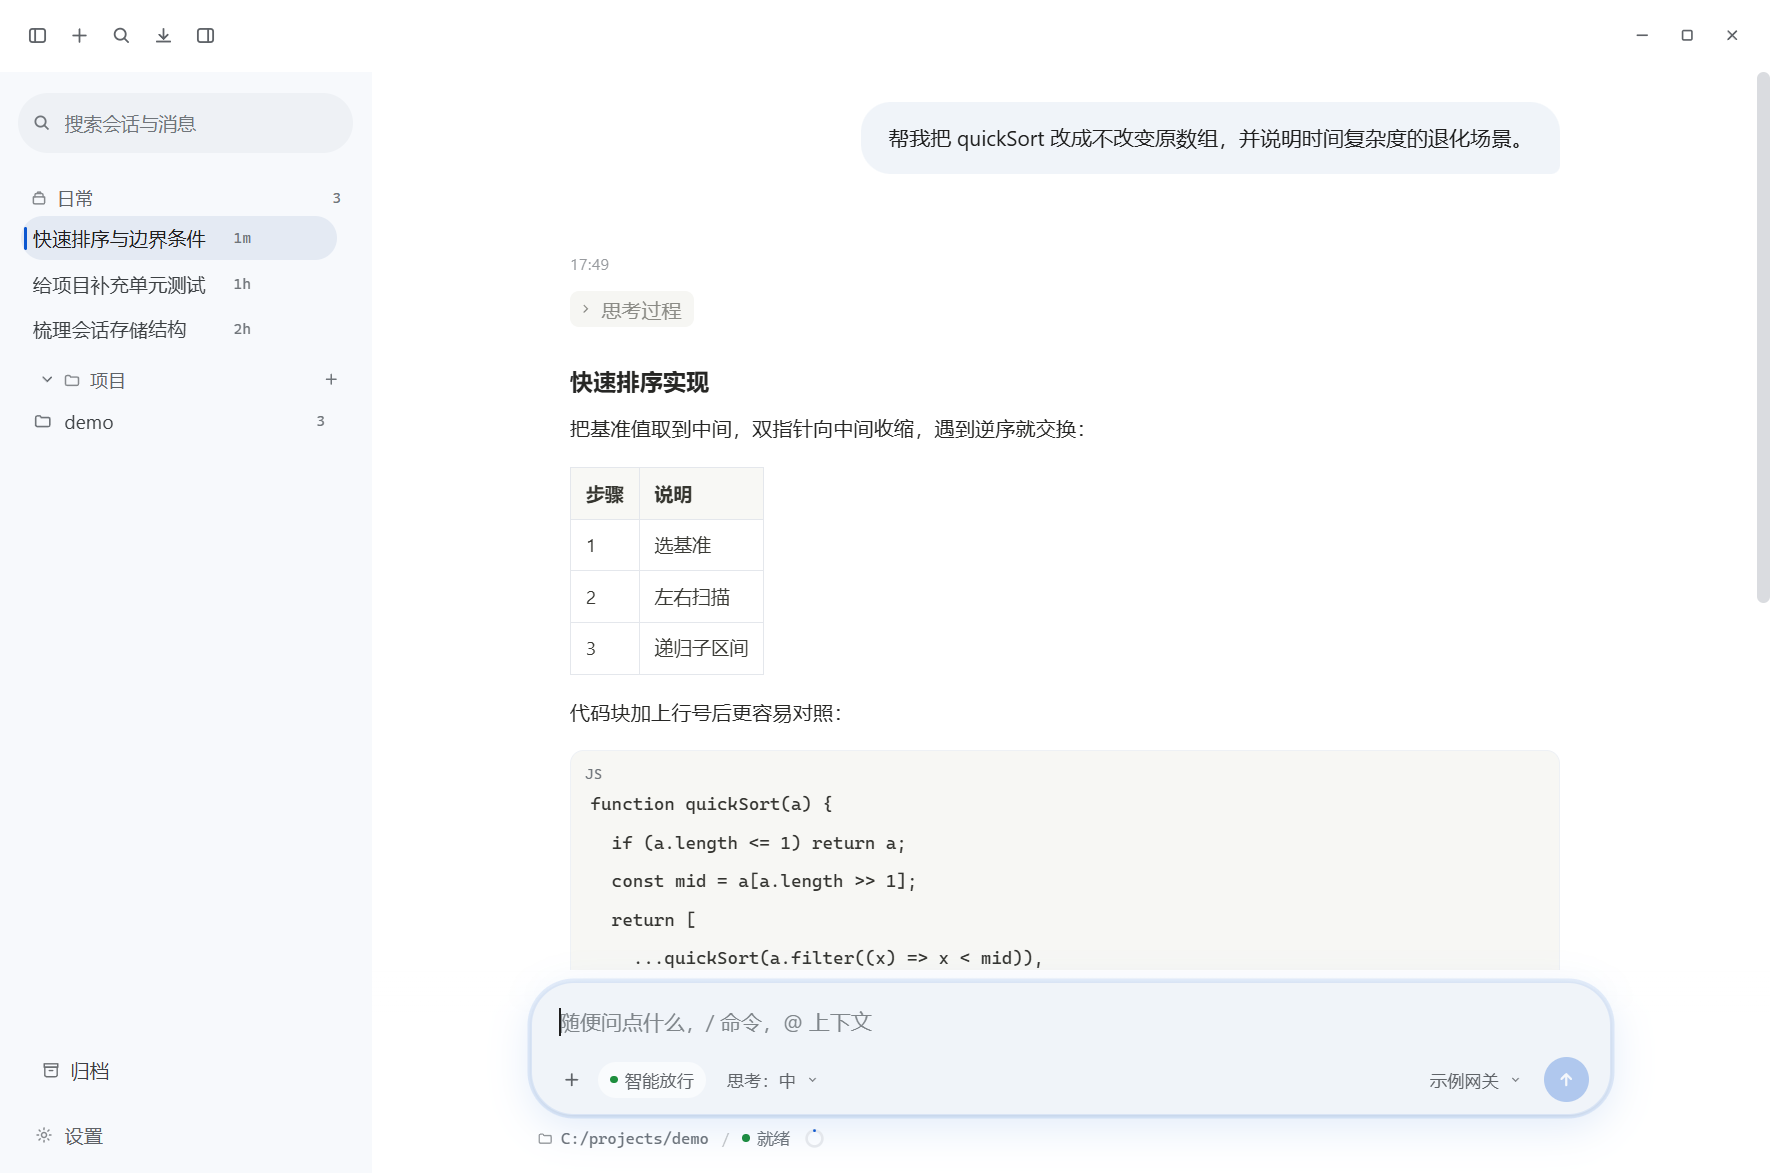 搜索会话与消息
日常 3
快速排序与边界条件 1m
给项目补充单元测试 1h
梳理会话存储结构 2h
项目
demo 3
归档
设置
帮我把 quickSort 改成不改变原数组，并说明时间复杂度的退化场景。
17:49
思考过程
快速排序实现
把基准值取到中间，双指针向中间收缩，遇到逆序就交换：
步骤 说明
1 选基准
2 左右扫描
3 递归子区间
代码块加上行号后更容易对照：
JS
function quickSort(a) {
if (a.length <= 1) return a;
const mid = a[a.length >> 1];
return [
...quickSort(a.filter((x) => x < mid)),
随便问点什么，/ 命令，@ 上下文
智能放行 思考：中 示例网关
C:/projects/demo / 就绪